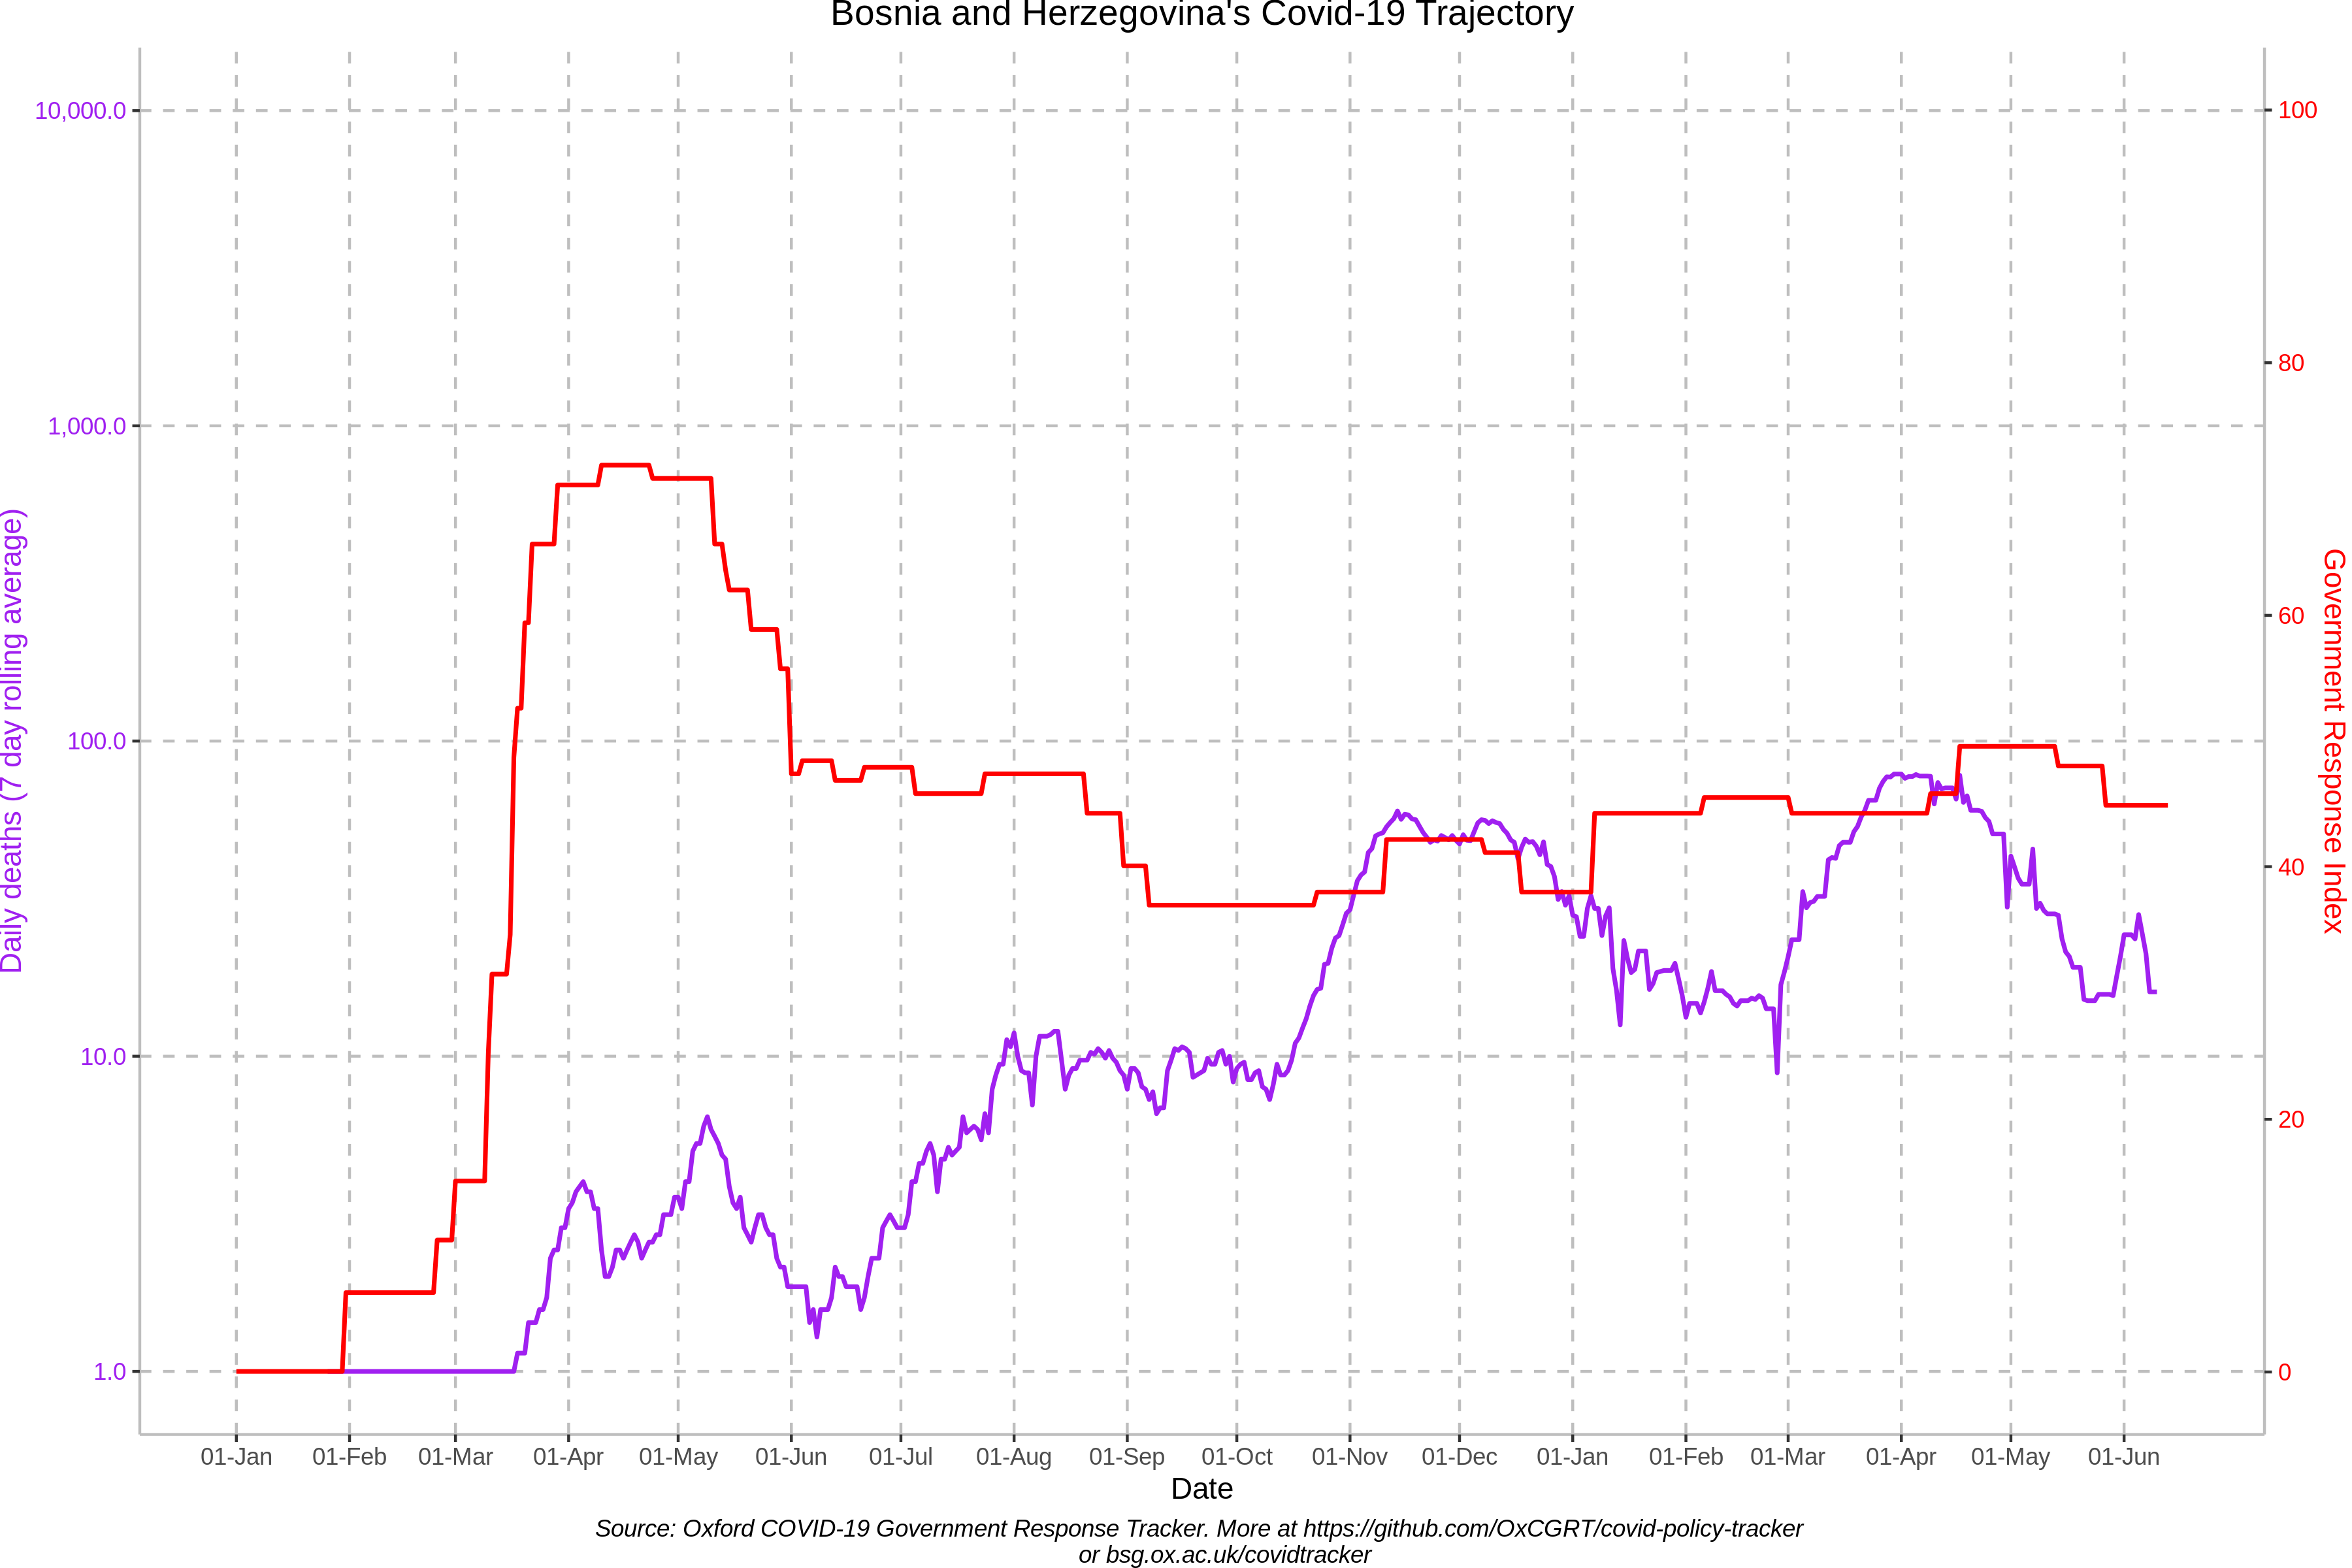 Bosnia and Herzegovina's Covid-19 Trajectory
Daily deaths (7 day rolling average)
10,000.0
1,000.0
100.0
10.0
1.0
100
80
60
40
20
0
Government Response Index
01-Jan 01-Feb 01-Mar 01-Apr 01-May 01-Jun 01-Jul 01-Aug 01-Sep 01-Oct 01-Nov 01-Dec 01-Jan 01-Feb 01-Mar 01-Apr 01-May 01-Jun
Date
Source: Oxford COVID-19 Government Response Tracker. More at https://github.com/OxCGRT/covid-policy-tracker
or bsg.ox.ac.uk/covidtracker